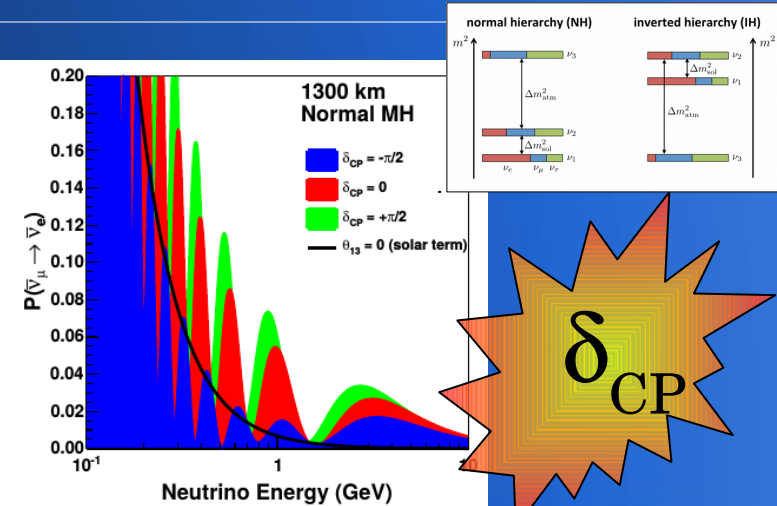 normal hierarchy (NH)
inverted hierarchy (IH)
m²
ν₃
Δm²atm
ν₂
Δm²sol
ν₁
νₑ νμ ντ
m²
ν₂
Δm²sol
ν₁
Δm²atm
ν₃
1300 km
Normal MH
δCP = -π/2
δCP = 0
δCP = +π/2
θ₁₃ = 0 (solar term)
P(ν̄μ → ν̄ₑ)
0.20
0.18
0.16
0.14
0.12
0.10
0.08
0.06
0.04
0.02
0.00
10⁻¹
1
10
Neutrino Energy (GeV)
δCP